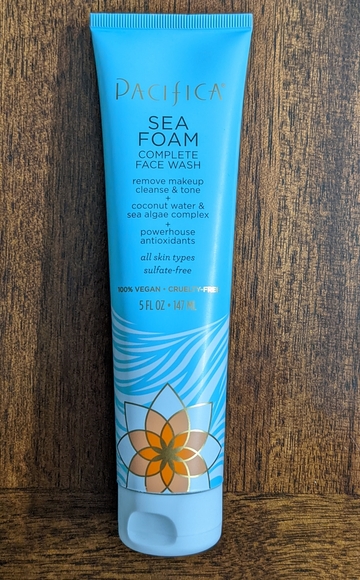 PACIFICA®
SEA
FOAM
COMPLETE
FACE WASH
remove makeup
cleanse & tone
+
coconut water &
sea algae complex
+
powerhouse
antioxidants
all skin types
sulfate-free
100% VEGAN • CRUELTY-FREE
5 FL OZ • 147 ML